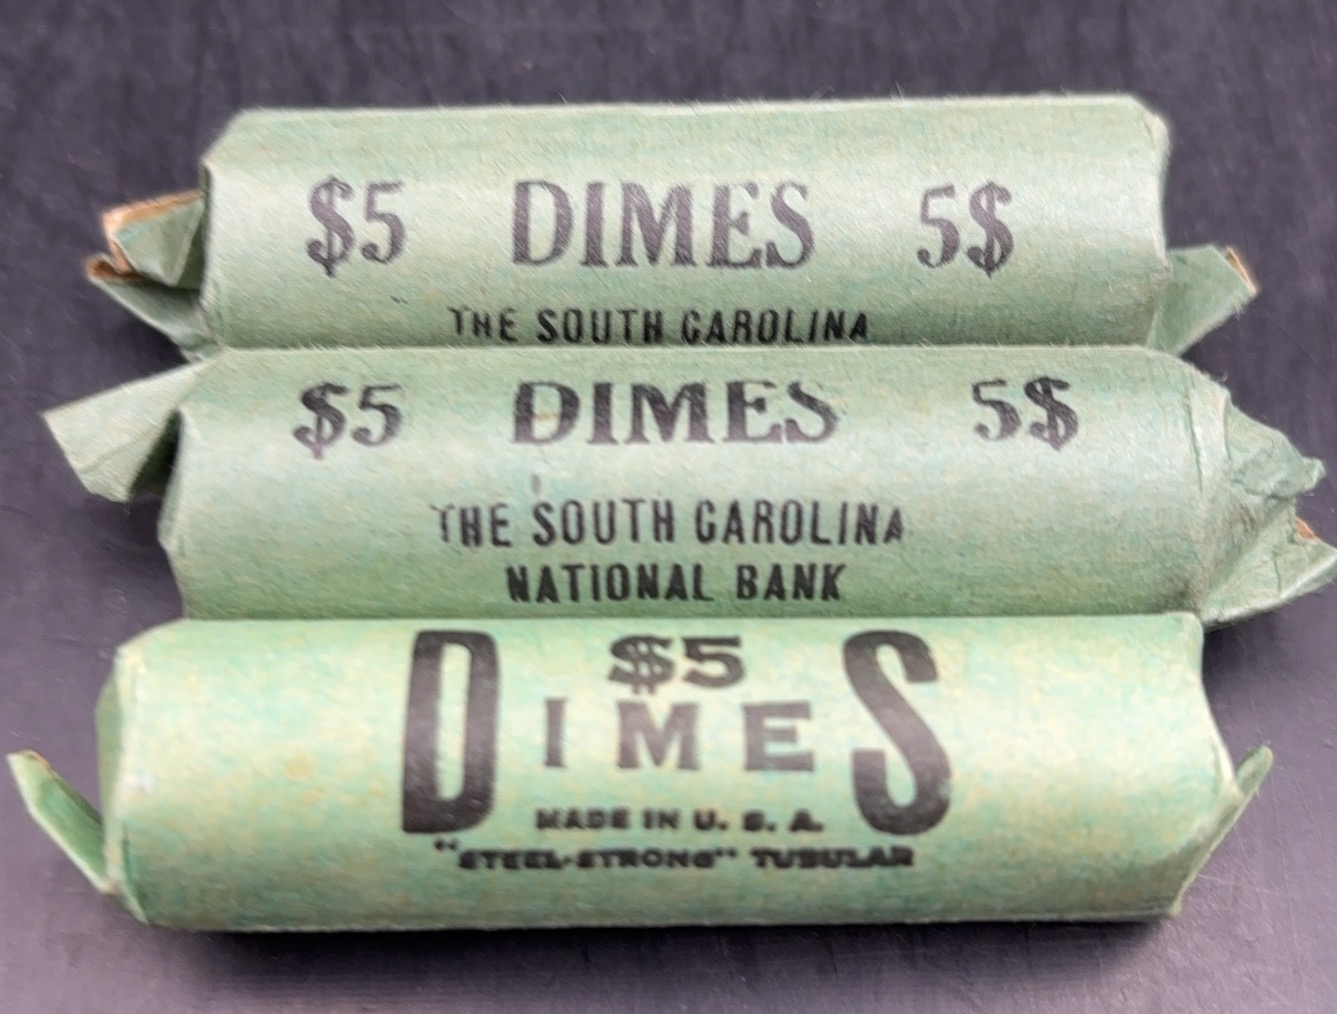 $5 DIMES 5$
THE SOUTH CAROLINA
$5 DIMES 5$
THE SOUTH CAROLINA
NATIONAL BANK
$5
DIMES
MADE IN U. S. A.
"STEEL-STRONG" TUBULAR